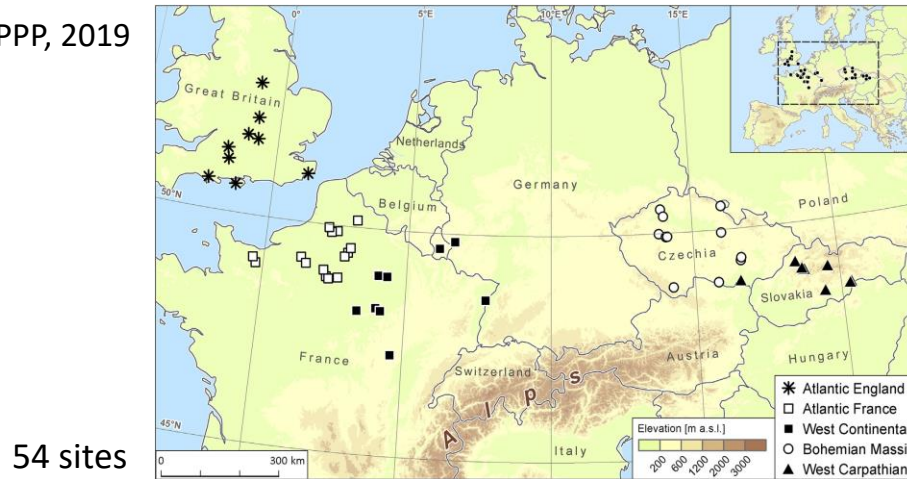 PPP, 2019
54 sites
0°
5°E
10°E
15°E
50°N
45°N
Great Britain
Netherlands
Belgium
Germany
Poland
Czechia
Slovakia
France
Switzerland
Austria
Hungary
Alps
Italy
0
300 km
Elevation [m a.s.l.]
200
600
1200
2000
3000
Atlantic England
Atlantic France
West Continenta
Bohemian Massi
West Carpathian